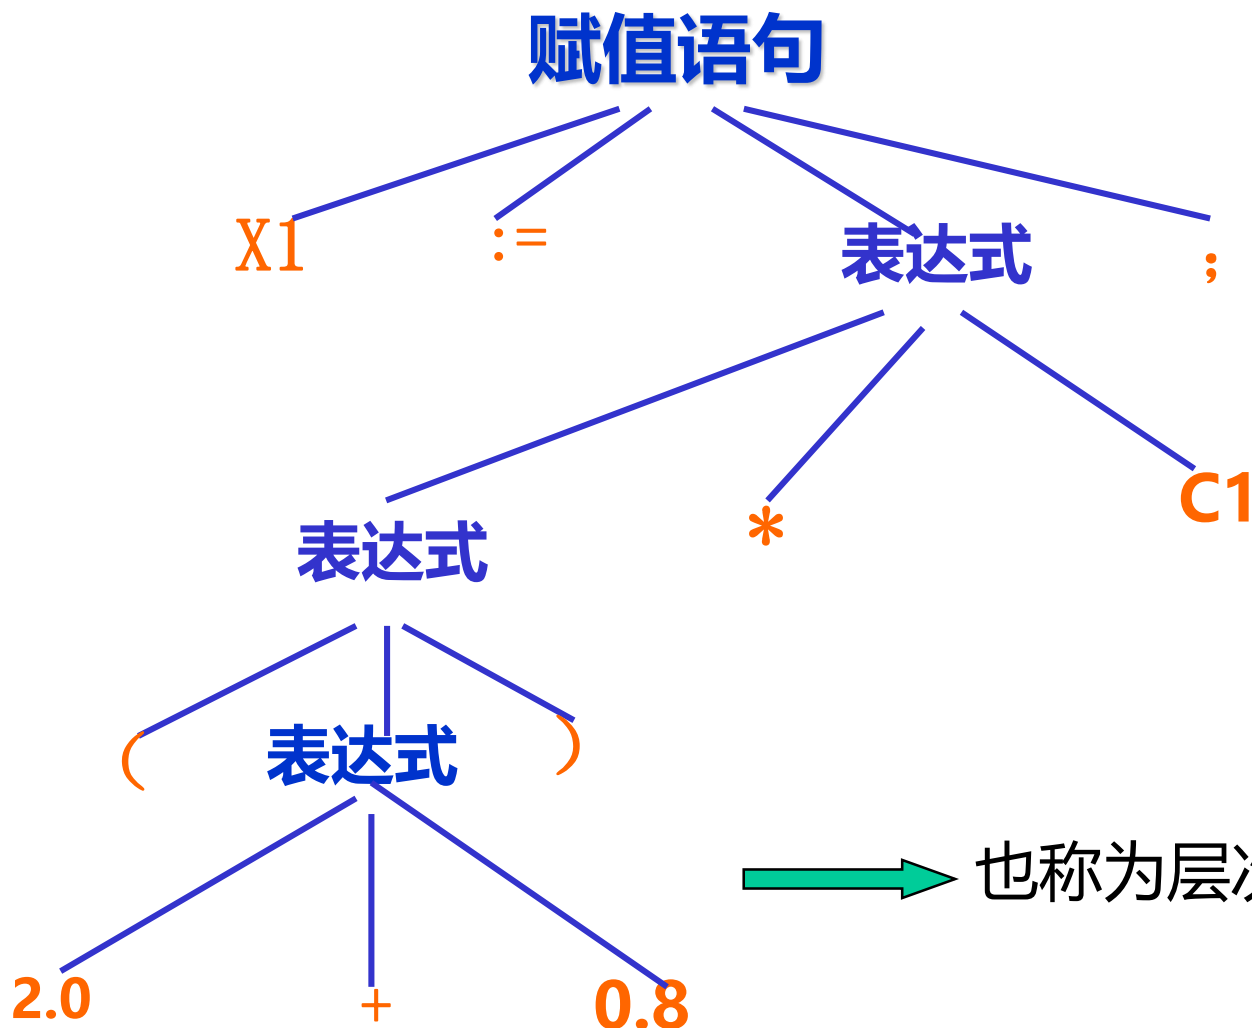 赋值语句
X1 := 表达式 ;
表达式 * C1
( 表达式 )
也称为层
2.0 + 0.8